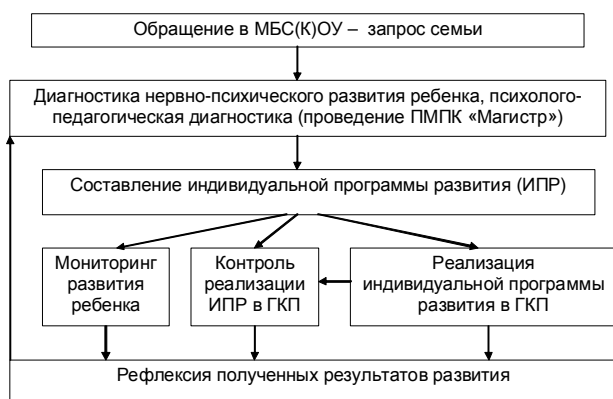 Обращение в МБС(К)ОУ – запрос семьи
Диагностика нервно-психического развития ребенка, психолого-
педагогическая диагностика (проведение ПМПК «Магистр»)
Составление индивидуальной программы развития (ИПР)
Мониторинг
развития
ребенка
Контроль
реализации
ИПР в ГКП
Реализация
индивидуальной программы
развития в ГКП
Рефлексия полученных результатов развития